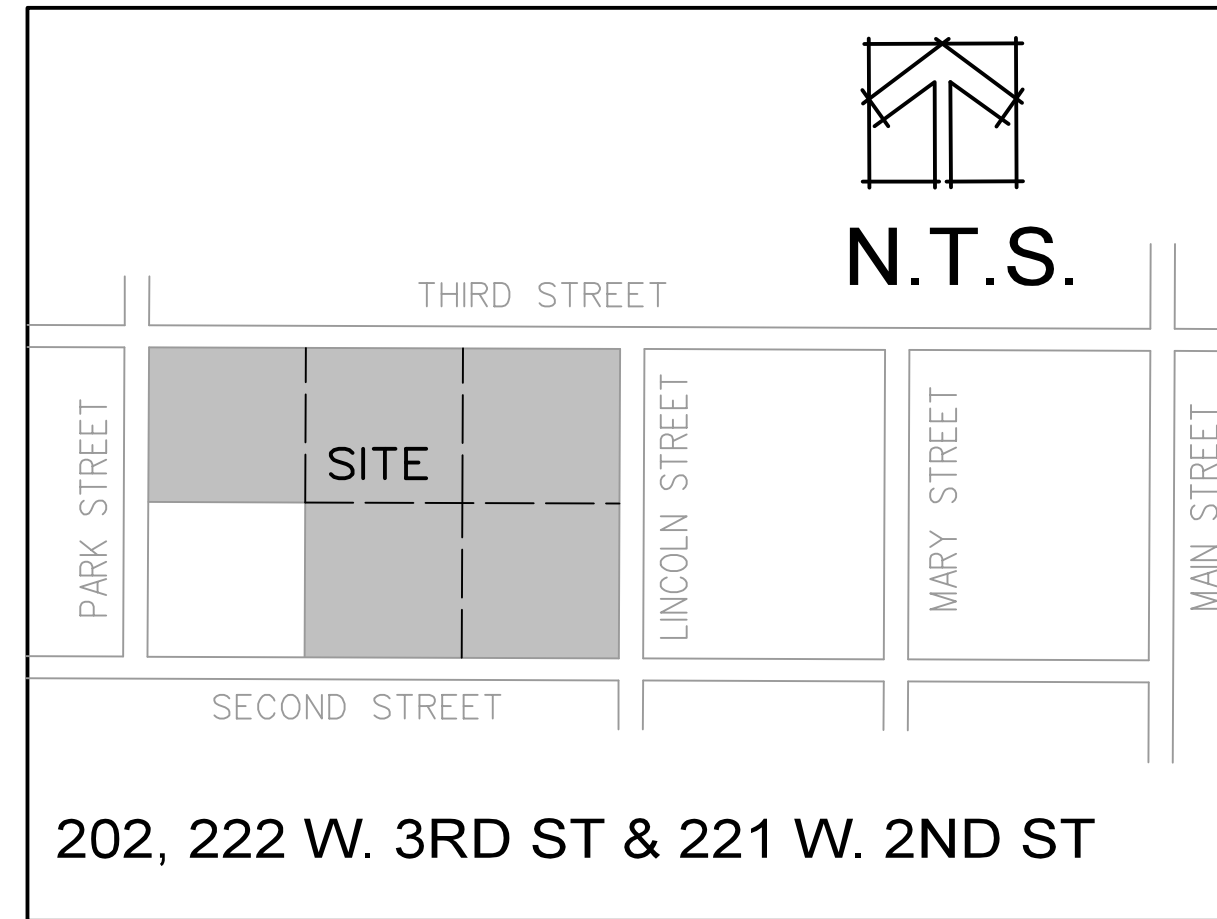 N.T.S.
THIRD STREET
PARK STREET
SITE
LINCOLN STREET
MARY STREET
MAIN STREET
SECOND STREET
202, 222 W. 3RD ST & 221 W. 2ND ST